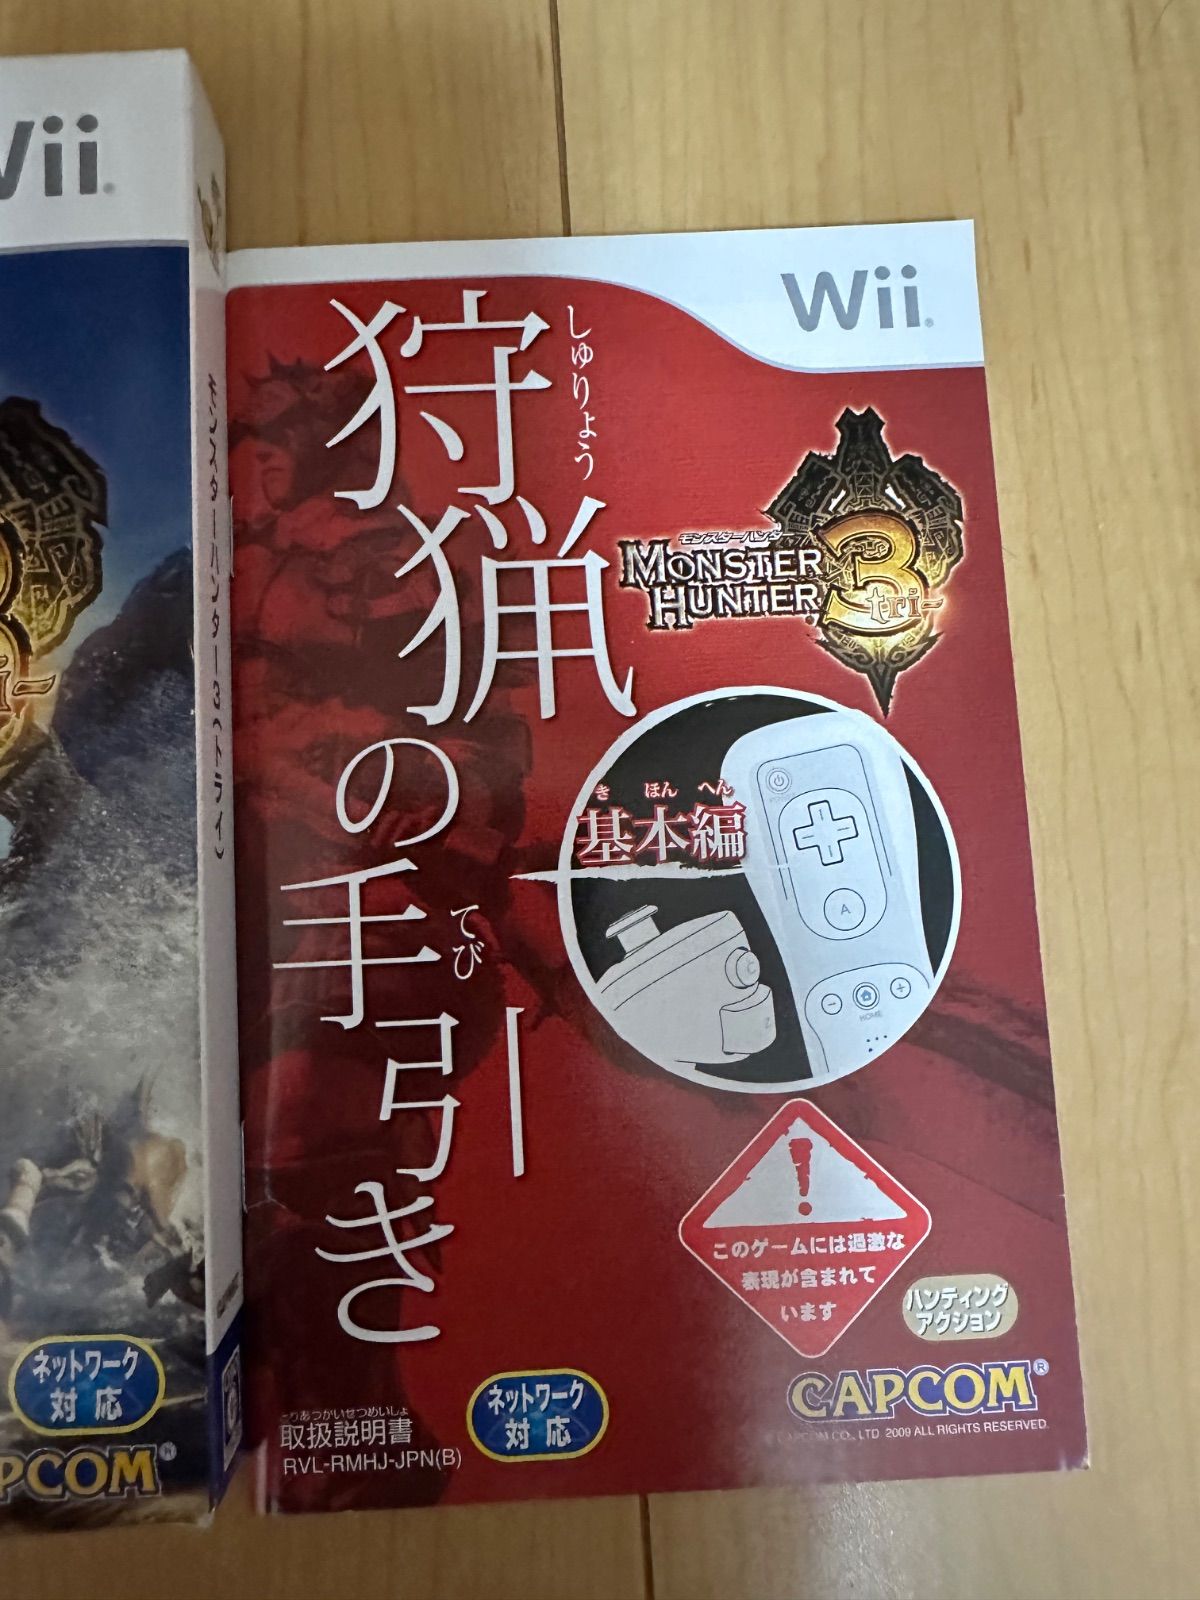 Wii
モンスターハンター3(トライ)
ネットワーク
対応
PCOM
Wii
しゅりょう
狩猟の手引き
てび
モンスターハンター
MONSTER
HUNTER
3
tri-
き ほん へん
基本編
A
C
Z
HOME
このゲームには過激な
表現が含まれて
います
ハンティング
アクション
CAPCOM
CAPCOM CO., LTD 2009 ALL RIGHTS RESERVED.
とりあつかいせつめいしょ
取扱説明書
RVL-RMHJ-JPN(B)
ネットワーク
対応